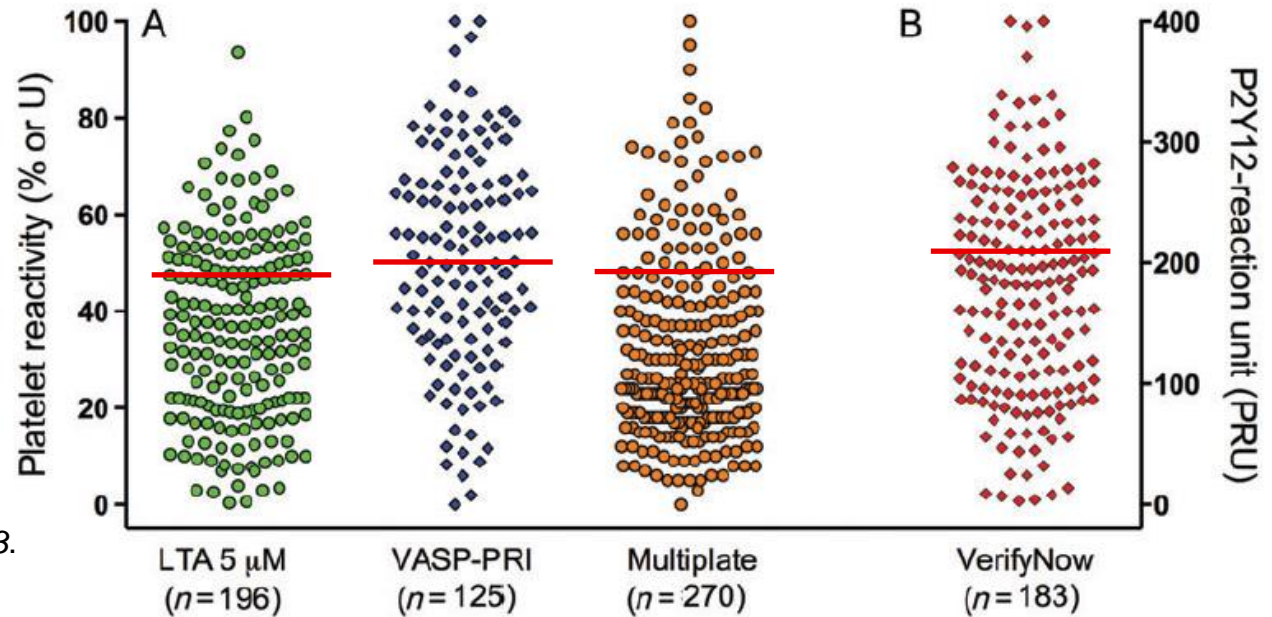 A
B
Platelet reactivity (% or U)
100
80
60
40
20
0
400
300
200
100
0
P2Y12-reaction unit (PRU)
3.
LTA 5 µM
(n=196)
VASP-PRI
(n=125)
Multiplate
(n=270)
VerifyNow
(n=183)